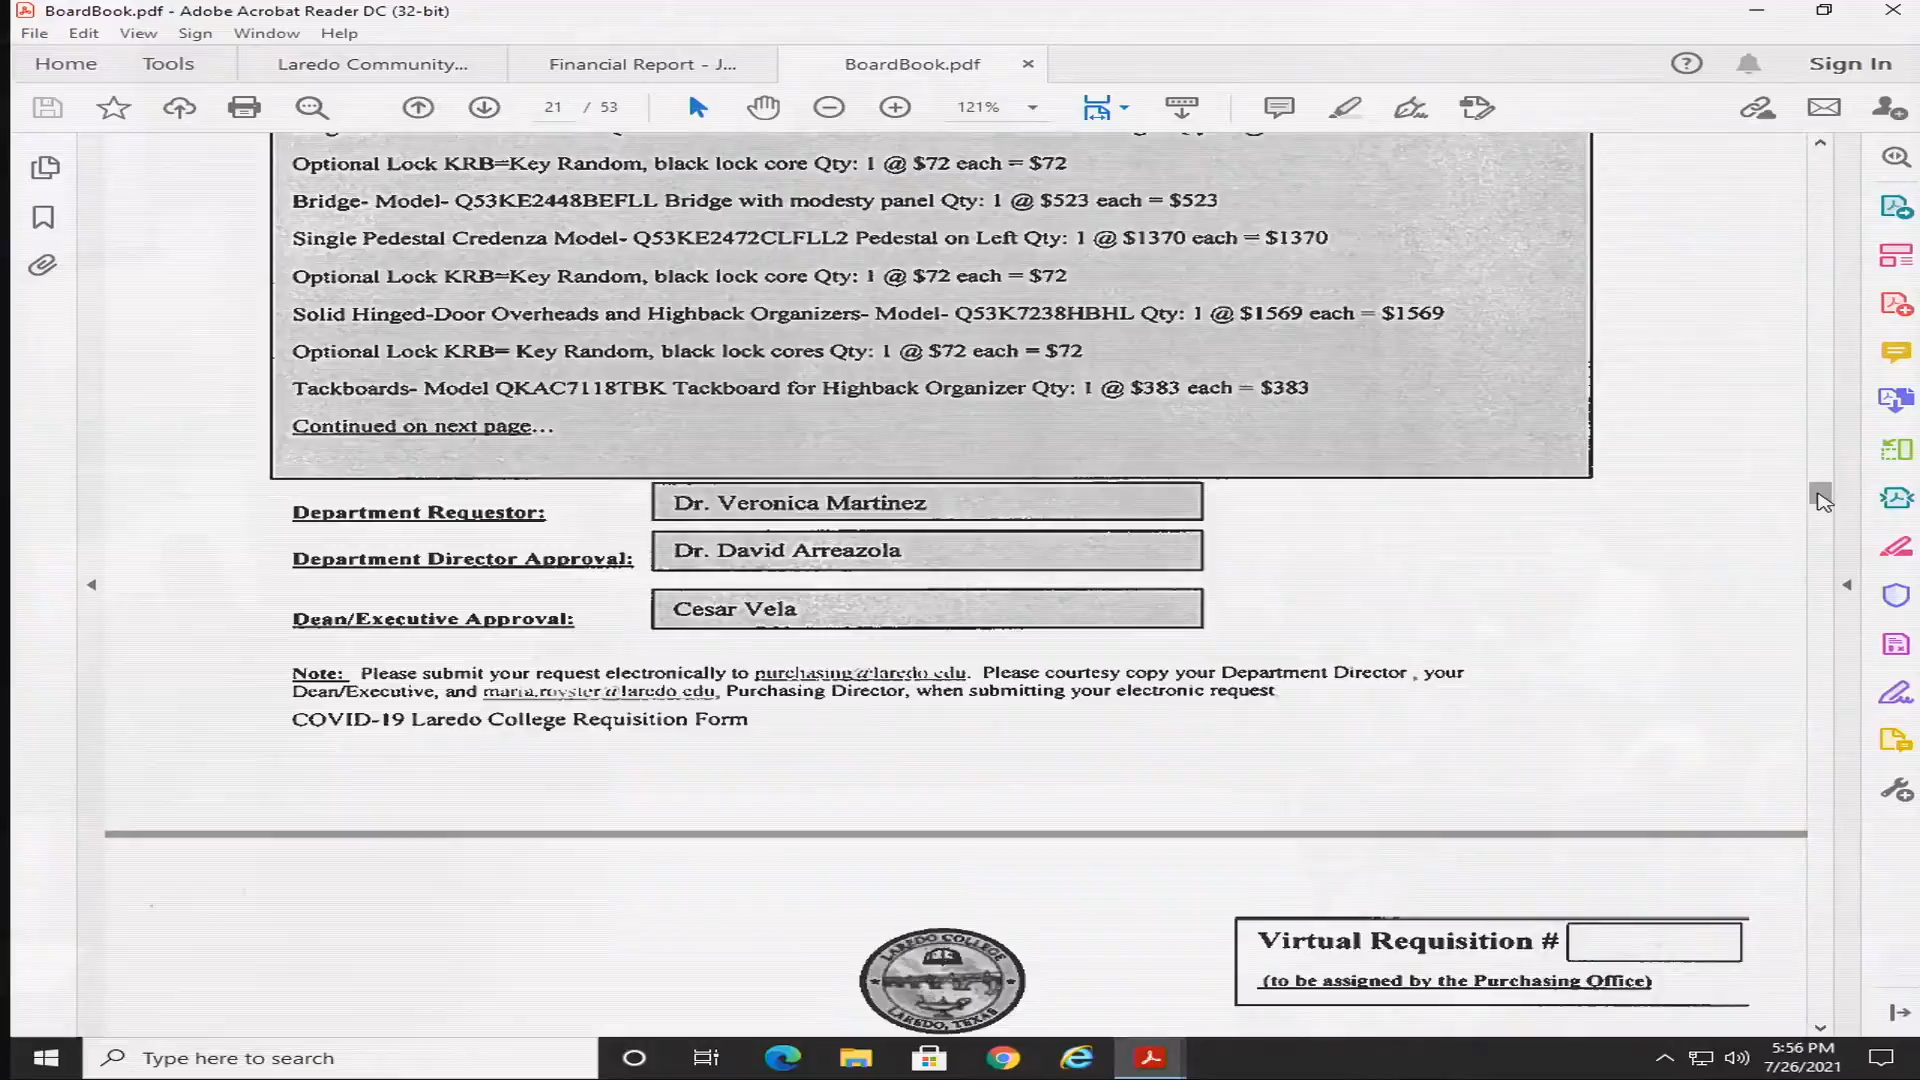 BoardBook.pdf - Adobe Acrobat Reader DC (32-bit)
File Edit View Sign Window Help
Home Tools Laredo Community... Financial Report - J... BoardBook.pdf × Sign In
21 / 53 121%
Optional Lock KRB=Key Random, black lock core Qty: 1 @ $72 each = $72
Bridge- Model- Q53KE2448BEFLL Bridge with modesty panel Qty: 1 @ $523 each = $523
Single Pedestal Credenza Model- Q53KE2472CLFLL2 Pedestal on Left Qty: 1 @ $1370 each = $1370
Optional Lock KRB=Key Random, black lock core Qty: 1 @ $72 each = $72
Solid Hinged-Door Overheads and Highback Organizers- Model- Q53K7238HBHL Qty: 1 @ $1569 each = $1569
Optional Lock KRB= Key Random, black lock cores Qty: 1 @ $72 each = $72
Tackboards- Model QKAC7118TBK Tackboard for Highback Organizer Qty: 1 @ $383 each = $383
Continued on next page...
Department Requestor: Dr. Veronica Martinez
Department Director Approval: Dr. David Arreazola
Dean/Executive Approval: Cesar Vela
Note: Please submit your request electronically to purchasing@laredo.edu. Please courtesy copy your Department Director , your
Dean/Executive, and maria.royster@laredo.edu, Purchasing Director, when submitting your electronic request
COVID-19 Laredo College Requisition Form
LAREDO COLLEGE
LAREDO, TEXAS
Virtual Requisition #
(to be assigned by the Purchasing Office)
Type here to search
5:56 PM
7/26/2021